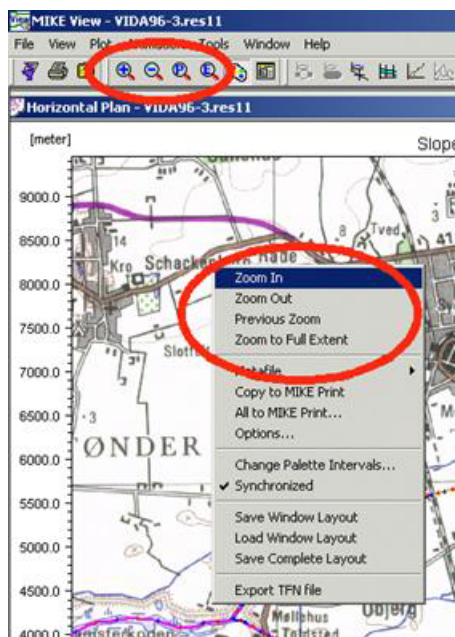 MIKE View - VIDA96-3.res11
File View Plot Tools Window Help
Horizontal Plan - VIDA96-3.res11
[meter]
Slope
9000.0
8500.0
8000.0
7500.0
7000.0
6500.0
6000.0
5500.0
5000.0
4500.0
4000.0
14
Kro
8
Tved
3
41
Zoom In
Zoom Out
Previous Zoom
Zoom to Full Extent
Metafile
Copy to MIKE Print
All to MIKE Print...
Options...
Change Palette Intervals...
Synchronized
Save Window Layout
Load Window Layout
Save Complete Layout
Export TFN file
3
ØNDER
Møllehus